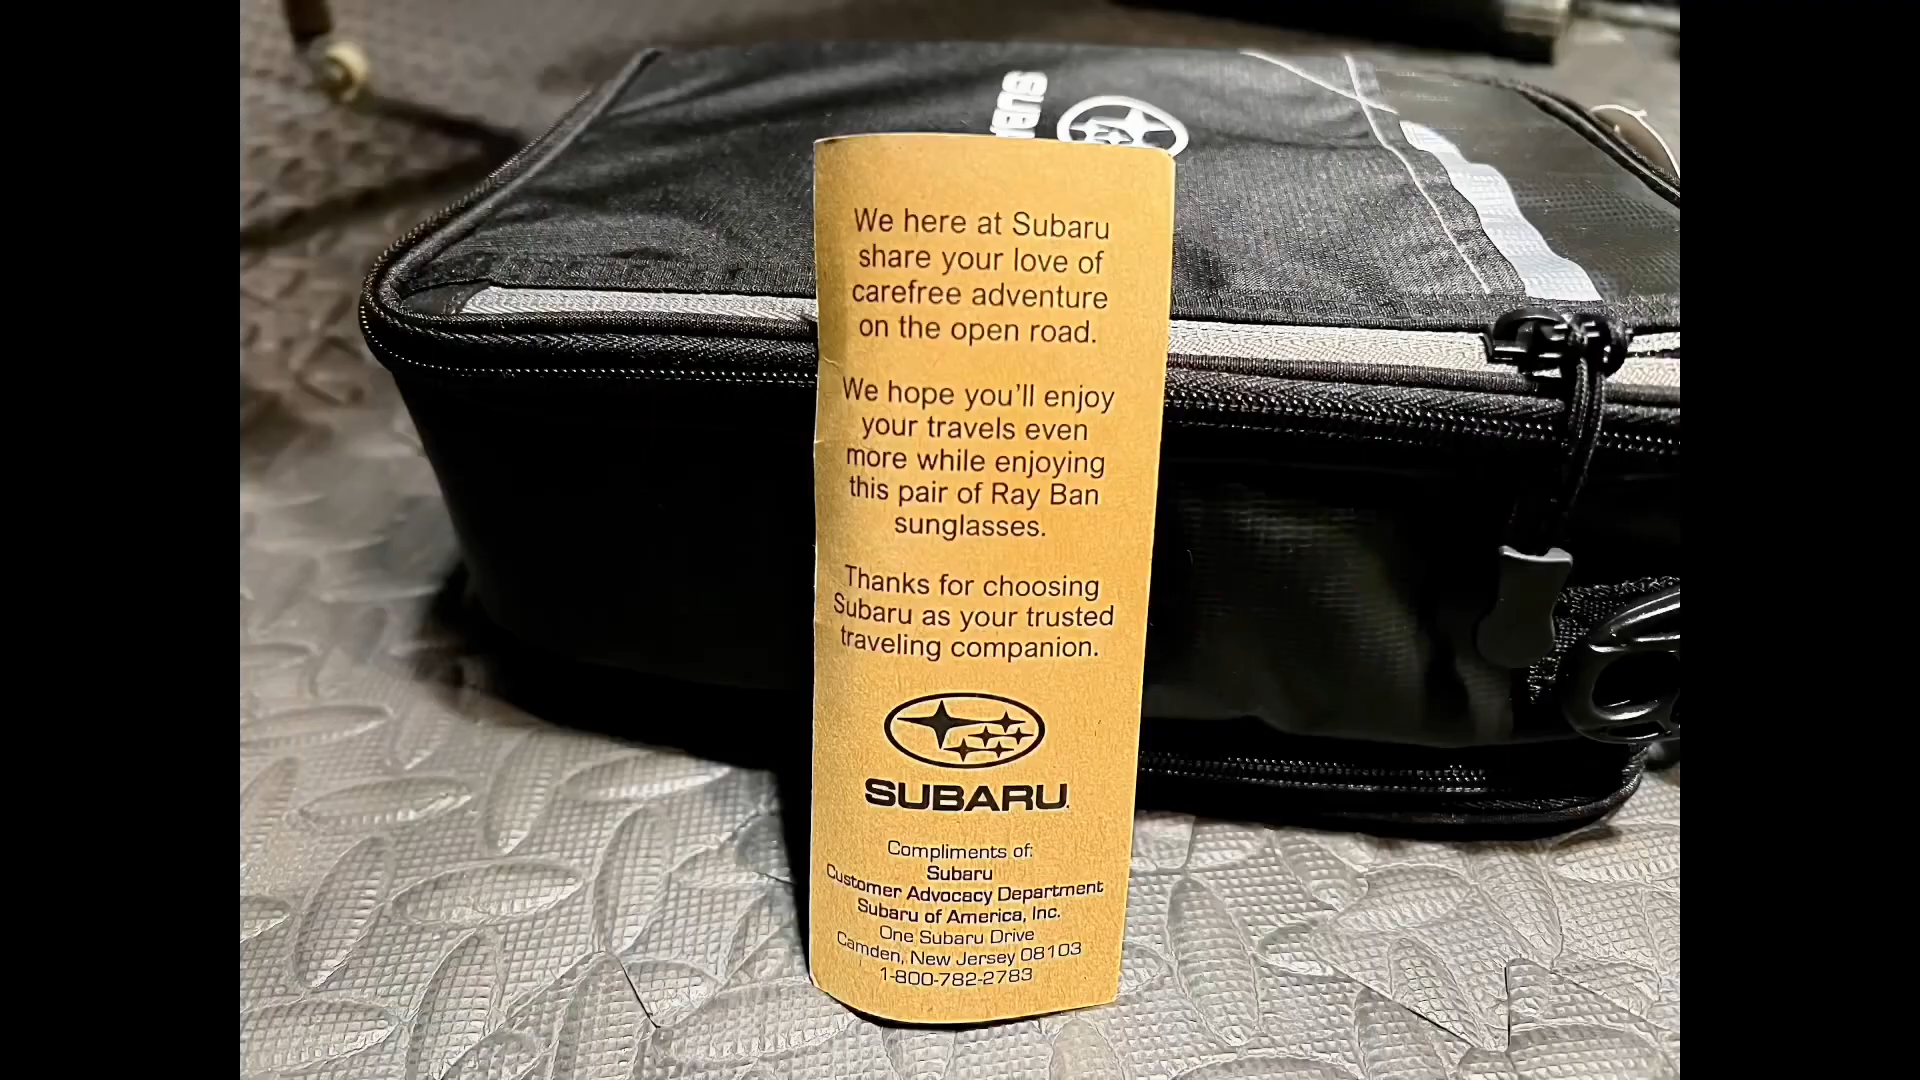 SUBARU
We here at Subaru
share your love of
carefree adventure
on the open road.
We hope you'll enjoy
your travels even
more while enjoying
this pair of Ray Ban
sunglasses.
Thanks for choosing
Subaru as your trusted
traveling companion.
SUBARU.
Compliments of:
Subaru
Customer Advocacy Department
Subaru of America, Inc.
One Subaru Drive
Camden, New Jersey 08103
1-800-782-2783